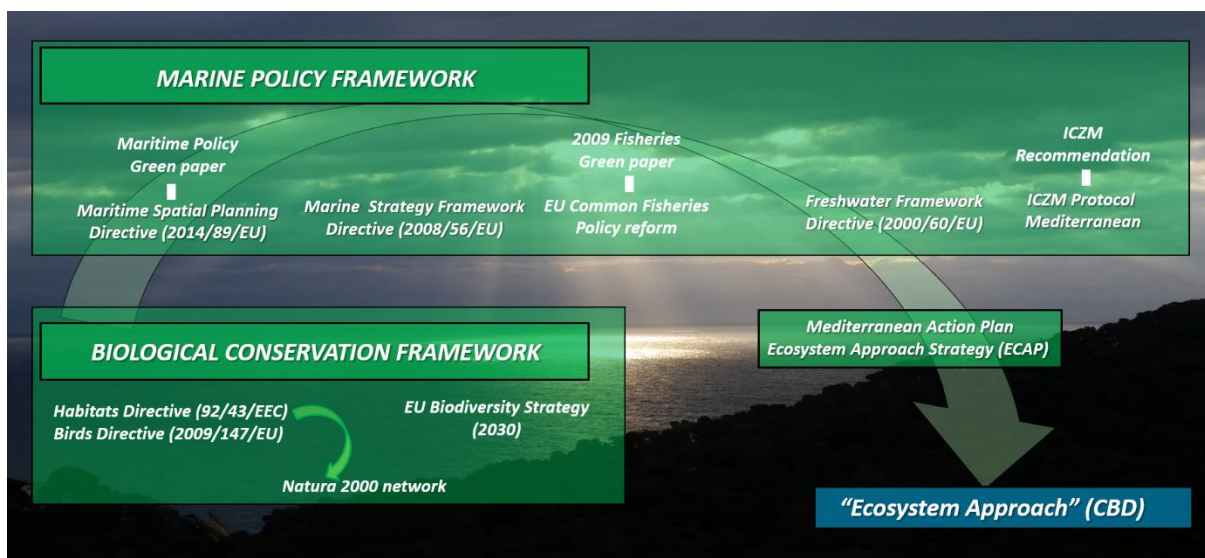 MARINE POLICY FRAMEWORK
Maritime Policy
Green paper
Maritime Spatial Planning
Directive (2014/89/EU)
Marine Strategy Framework
Directive (2008/56/EU)
2009 Fisheries
Green paper
EU Common Fisheries
Policy reform
Freshwater Framework
Directive (2000/60/EU)
ICZM
Recommendation
ICZM Protocol
Mediterranean
BIOLOGICAL CONSERVATION FRAMEWORK
Habitats Directive (92/43/EEC)
Birds Directive (2009/147/EU)
EU Biodiversity Strategy
(2030)
Natura 2000 network
Mediterranean Action Plan
Ecosystem Approach Strategy (ECAP)
“Ecosystem Approach” (CBD)